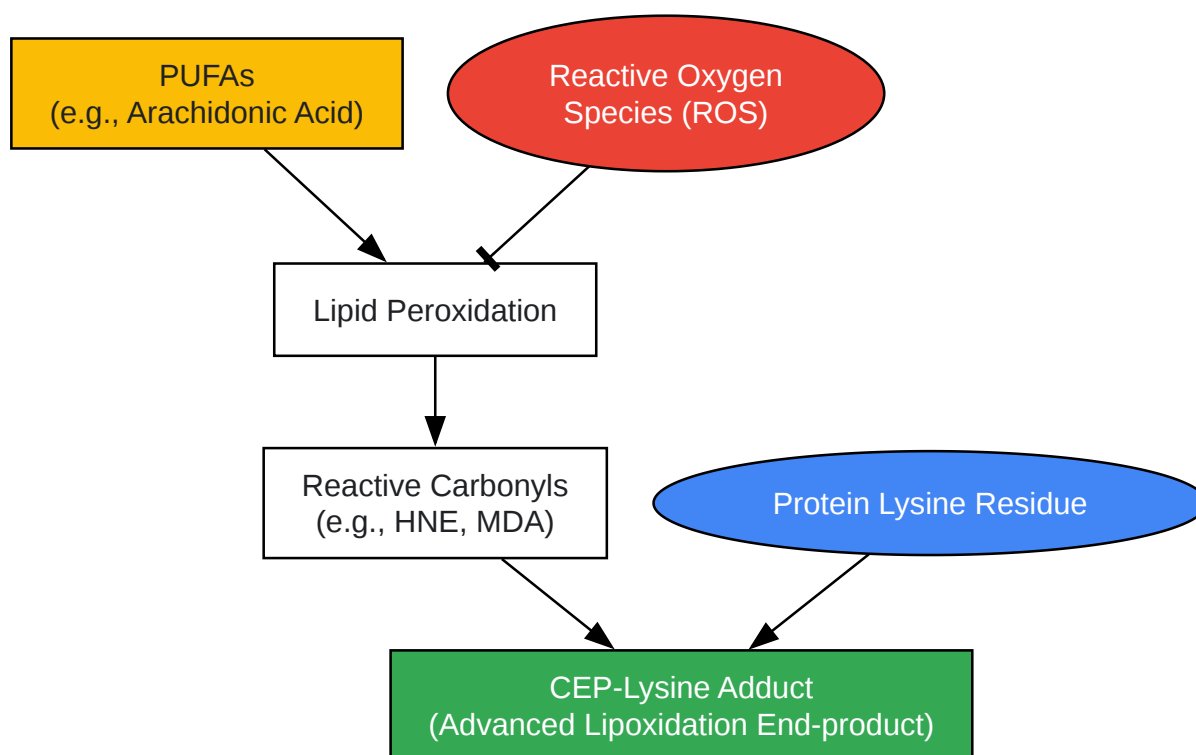 PUFAs
(e.g., Arachidonic Acid)
Reactive Oxygen
Species (ROS)
Lipid Peroxidation
Reactive Carbonyls
(e.g., HNE, MDA)
Protein Lysine Residue
CEP-Lysine Adduct
(Advanced Lipoxidation End-product)